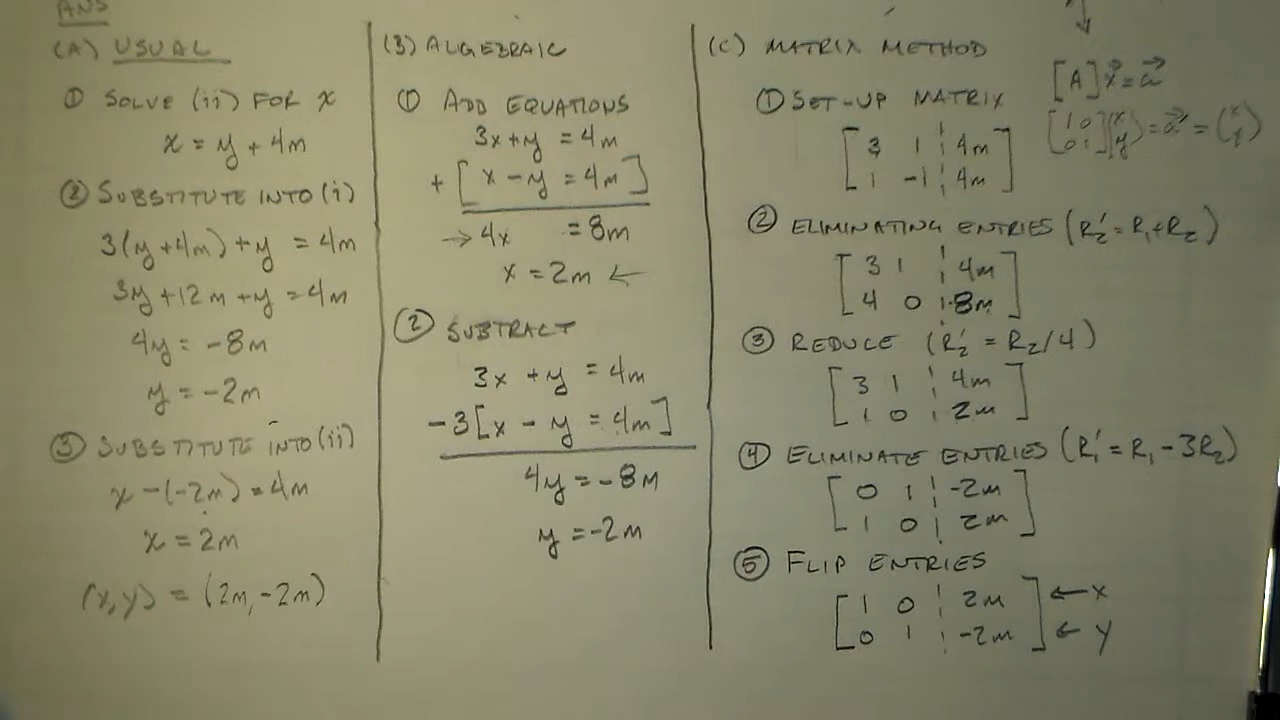 ANS
(A) USUAL
① SOLVE (ii) FOR x
x = y + 4m
② SUBSTITUTE INTO (i)
3(y+4m) + y = 4m
3y + 12m + y = 4m
4y = -8m
y = -2m
③ SUBSTITUTE INTO (ii)
x - (-2m) = 4m
x = 2m
(x,y) = (2m, -2m)
(B) ALGEBRAIC
① ADD EQUATIONS
3x + y = 4m
+ [ x - y = 4m ]
→ 4x = 8m
x = 2m ←
② SUBTRACT
3x + y = 4m
-3 [ x - y = 4m ]
4y = -8m
y = -2m
(C) MATRIX METHOD
① SET-UP MATRIX
[ 3 1 ¦ 4m
1 -1 ¦ 4m ]
② ELIMINATING ENTRIES (R₂' = R₁+R₂)
[ 3 1 ¦ 4m
4 0 ¦ 8m ]
③ REDUCE (R₂' = R₂/4)
[ 3 1 ¦ 4m
1 0 ¦ 2m ]
④ ELIMINATE ENTRIES (R₁' = R₁ - 3R₂)
[ 0 1 ¦ -2m
1 0 ¦ 2m ]
⑤ FLIP ENTRIES
[ 1 0 ¦ 2m ← x
0 1 ¦ -2m ] ← y
[A] x⃗ = a⃗
[ 1 0
0 1 ] ( x
y ) = a⃗' = ( x
y )